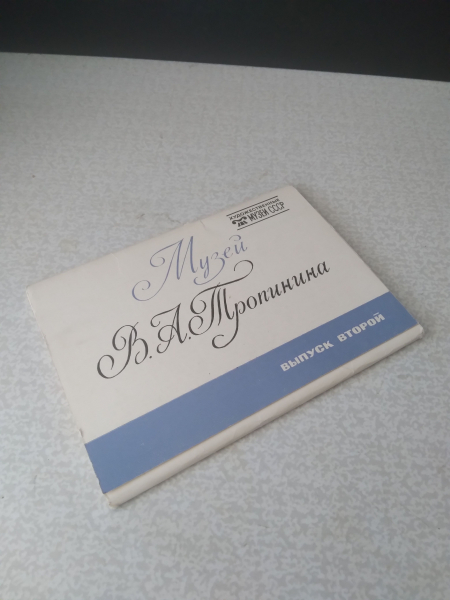 ХУДОЖЕСТВЕННЫЕ
МУЗЕИ СССР
Музей
В.А.Тропинина
ВЫПУСК ВТОРОЙ